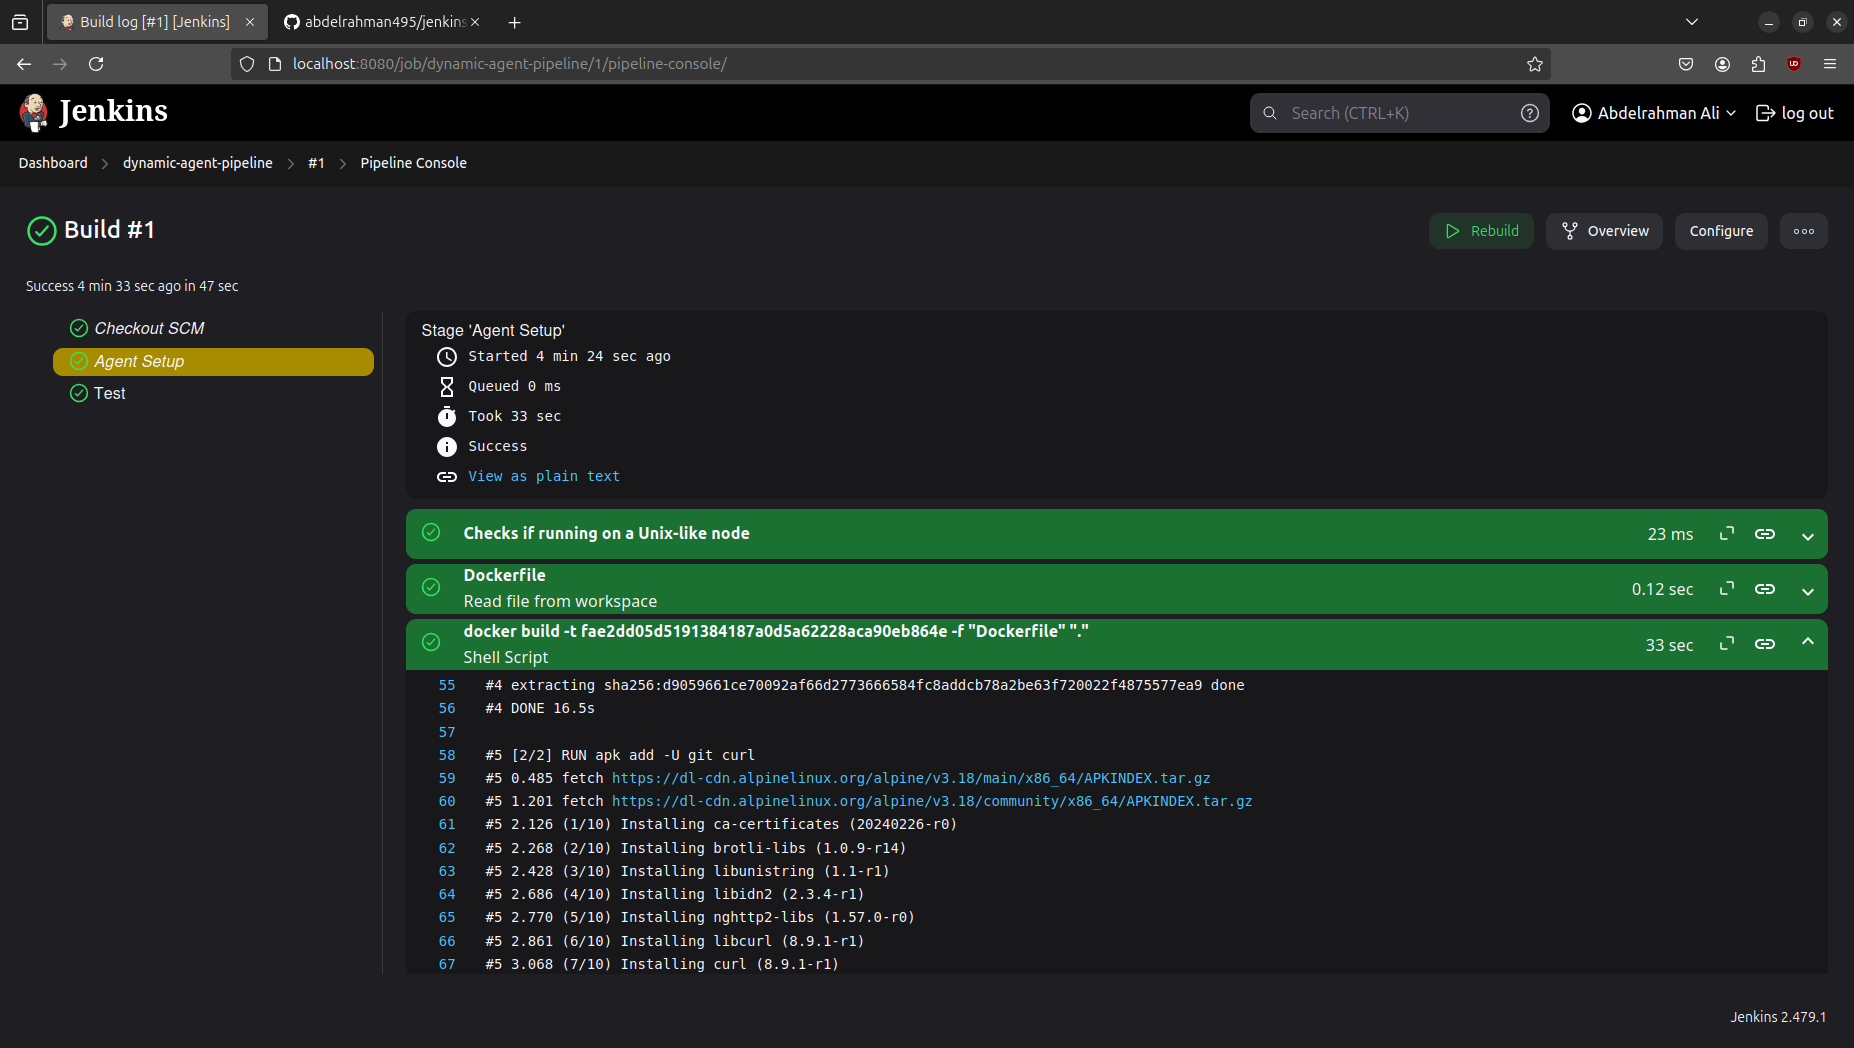 Build log [#1] [Jenkins]
abdelrahman495/jenkins
localhost:8080/job/dynamic-agent-pipeline/1/pipeline-console/
Jenkins
Search (CTRL+K)
Abdelrahman Ali
log out
Dashboard
dynamic-agent-pipeline
#1
Pipeline Console
Build #1
Rebuild
Overview
Configure
Success 4 min 33 sec ago in 47 sec
Checkout SCM
Agent Setup
Test
Stage 'Agent Setup'
Started 4 min 24 sec ago
Queued 0 ms
Took 33 sec
Success
View as plain text
Checks if running on a Unix-like node
23 ms
Dockerfile
Read file from workspace
0.12 sec
docker build -t fae2dd05d5191384187a0d5a62228aca90eb864e -f "Dockerfile" "."
Shell Script
33 sec
55 #4 extracting sha256:d9059661ce70092af66d2773666584fc8addcb78a2be63f720022f4875577ea9 done
56 #4 DONE 16.5s
57
58 #5 [2/2] RUN apk add -U git curl
59 #5 0.485 fetch https://dl-cdn.alpinelinux.org/alpine/v3.18/main/x86_64/APKINDEX.tar.gz
60 #5 1.201 fetch https://dl-cdn.alpinelinux.org/alpine/v3.18/community/x86_64/APKINDEX.tar.gz
61 #5 2.126 (1/10) Installing ca-certificates (20240226-r0)
62 #5 2.268 (2/10) Installing brotli-libs (1.0.9-r14)
63 #5 2.428 (3/10) Installing libunistring (1.1-r1)
64 #5 2.686 (4/10) Installing libidn2 (2.3.4-r1)
65 #5 2.770 (5/10) Installing nghttp2-libs (1.57.0-r0)
66 #5 2.861 (6/10) Installing libcurl (8.9.1-r1)
67 #5 3.068 (7/10) Installing curl (8.9.1-r1)
Jenkins 2.479.1